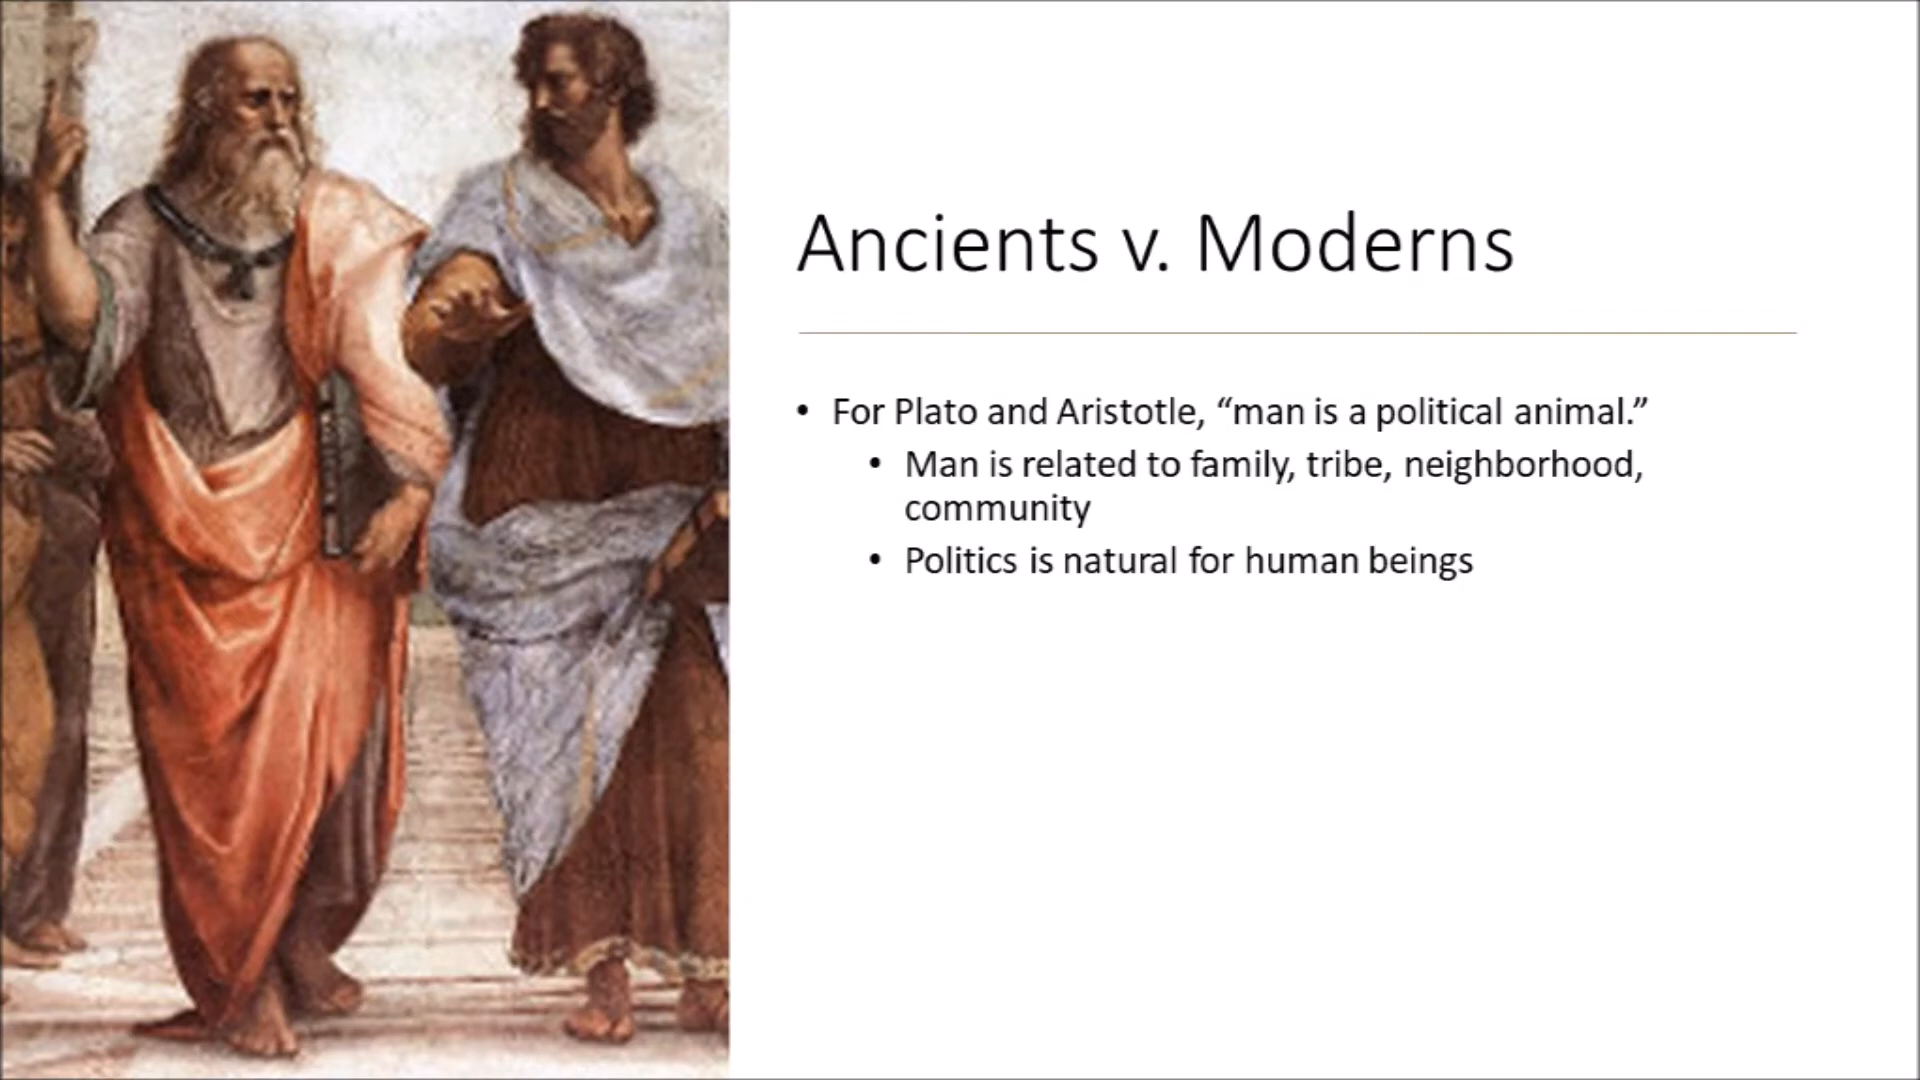 Ancients v. Moderns
• For Plato and Aristotle, “man is a political animal.”
• Man is related to family, tribe, neighborhood,
community
• Politics is natural for human beings